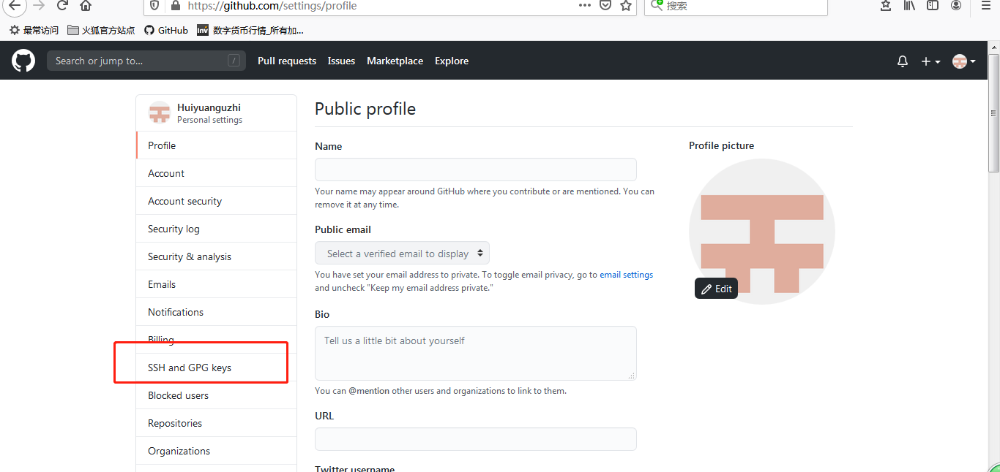 https://github.com/settings/profile
搜索
最常访问 火狐官方站点 GitHub 数字货币行情_所有加...
Search or jump to... / Pull requests Issues Marketplace Explore
Huiyuanguzhi
Personal settings
Profile
Account
Account security
Security log
Security & analysis
Emails
Notifications
Billing
SSH and GPG keys
Blocked users
Repositories
Organizations
Public profile
Name
Your name may appear around GitHub where you contribute or are mentioned. You can
remove it at any time.
Public email
Select a verified email to display
You have set your email address to private. To toggle email privacy, go to email settings
and uncheck "Keep my email address private."
Bio
Tell us a little bit about yourself
You can @mention other users and organizations to link to them.
URL
Twitter username
Profile picture
Edit